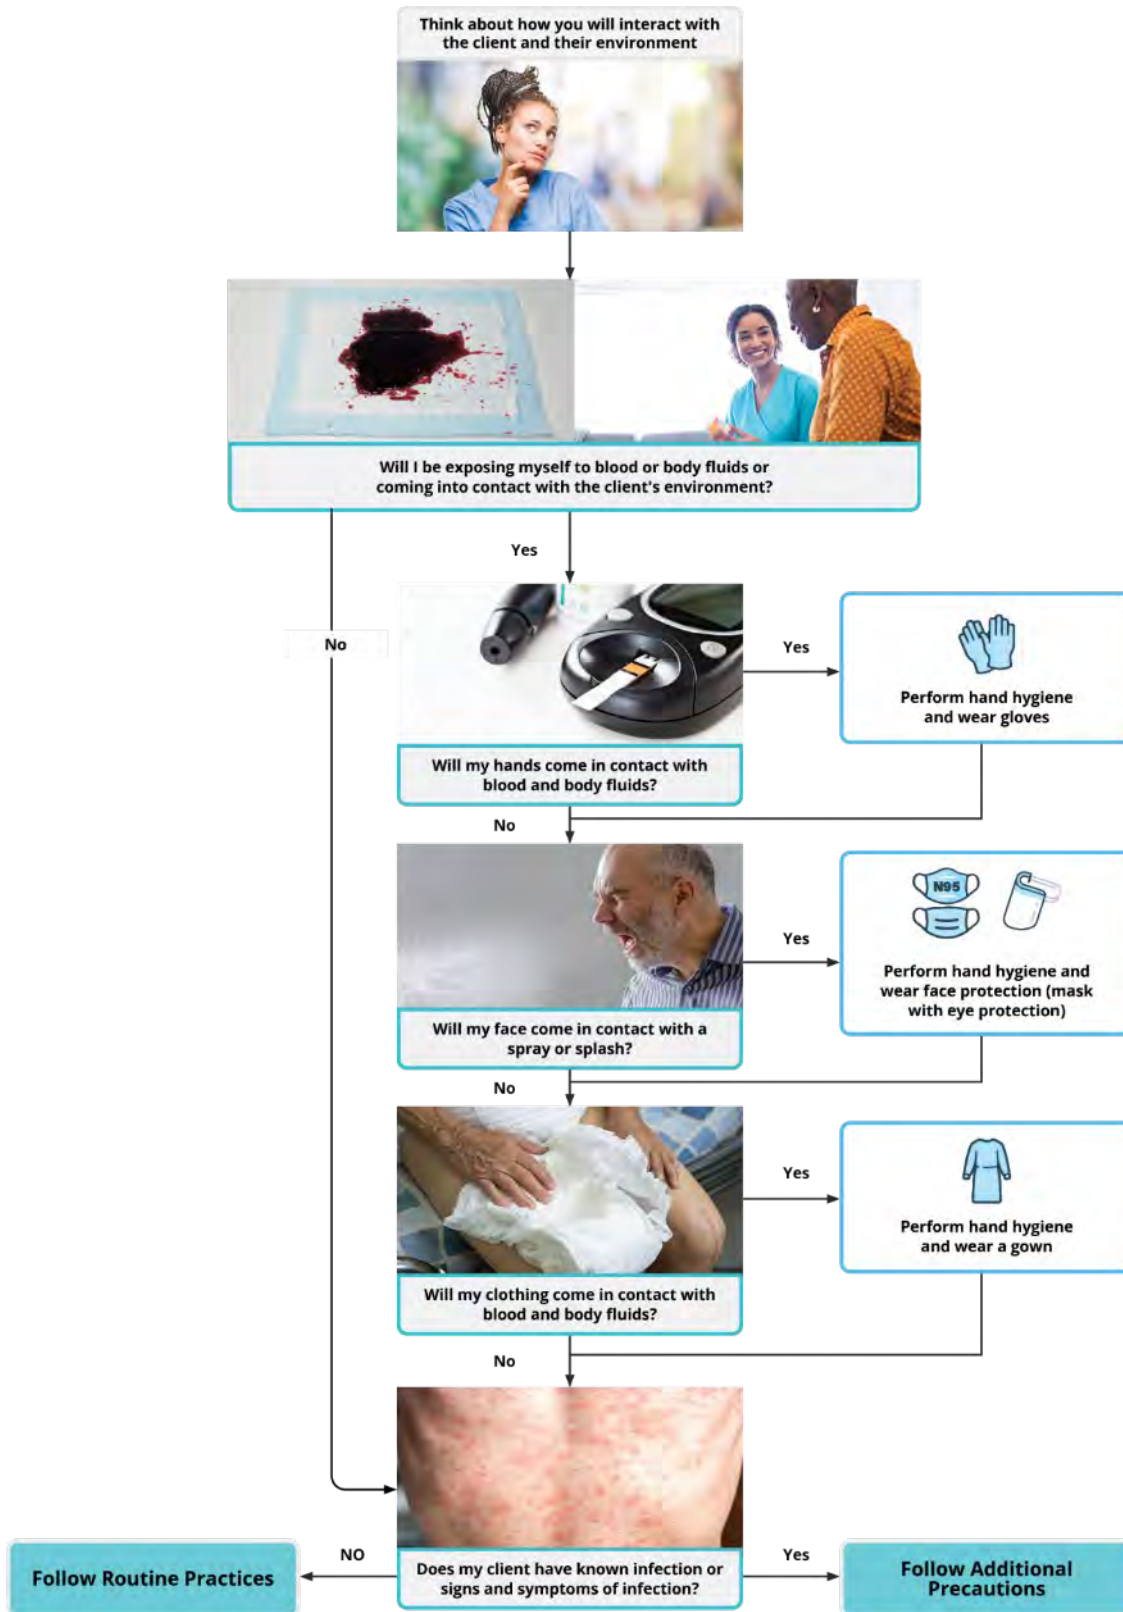 Think about how you will interact with
the client and their environment
Will I be exposing myself to blood or body fluids or
coming into contact with the client's environment?
Yes
No
Yes
Perform hand hygiene
and wear gloves
Will my hands come in contact with
blood and body fluids?
No
N95
Yes
Perform hand hygiene and
wear face protection (mask
with eye protection)
Will my face come in contact with a
spray or splash?
No
Yes
Perform hand hygiene
and wear a gown
Will my clothing come in contact with
blood and body fluids?
No
NO
Yes
Follow Routine Practices
Does my client have known infection or
signs and symptoms of infection?
Follow Additional
Precautions